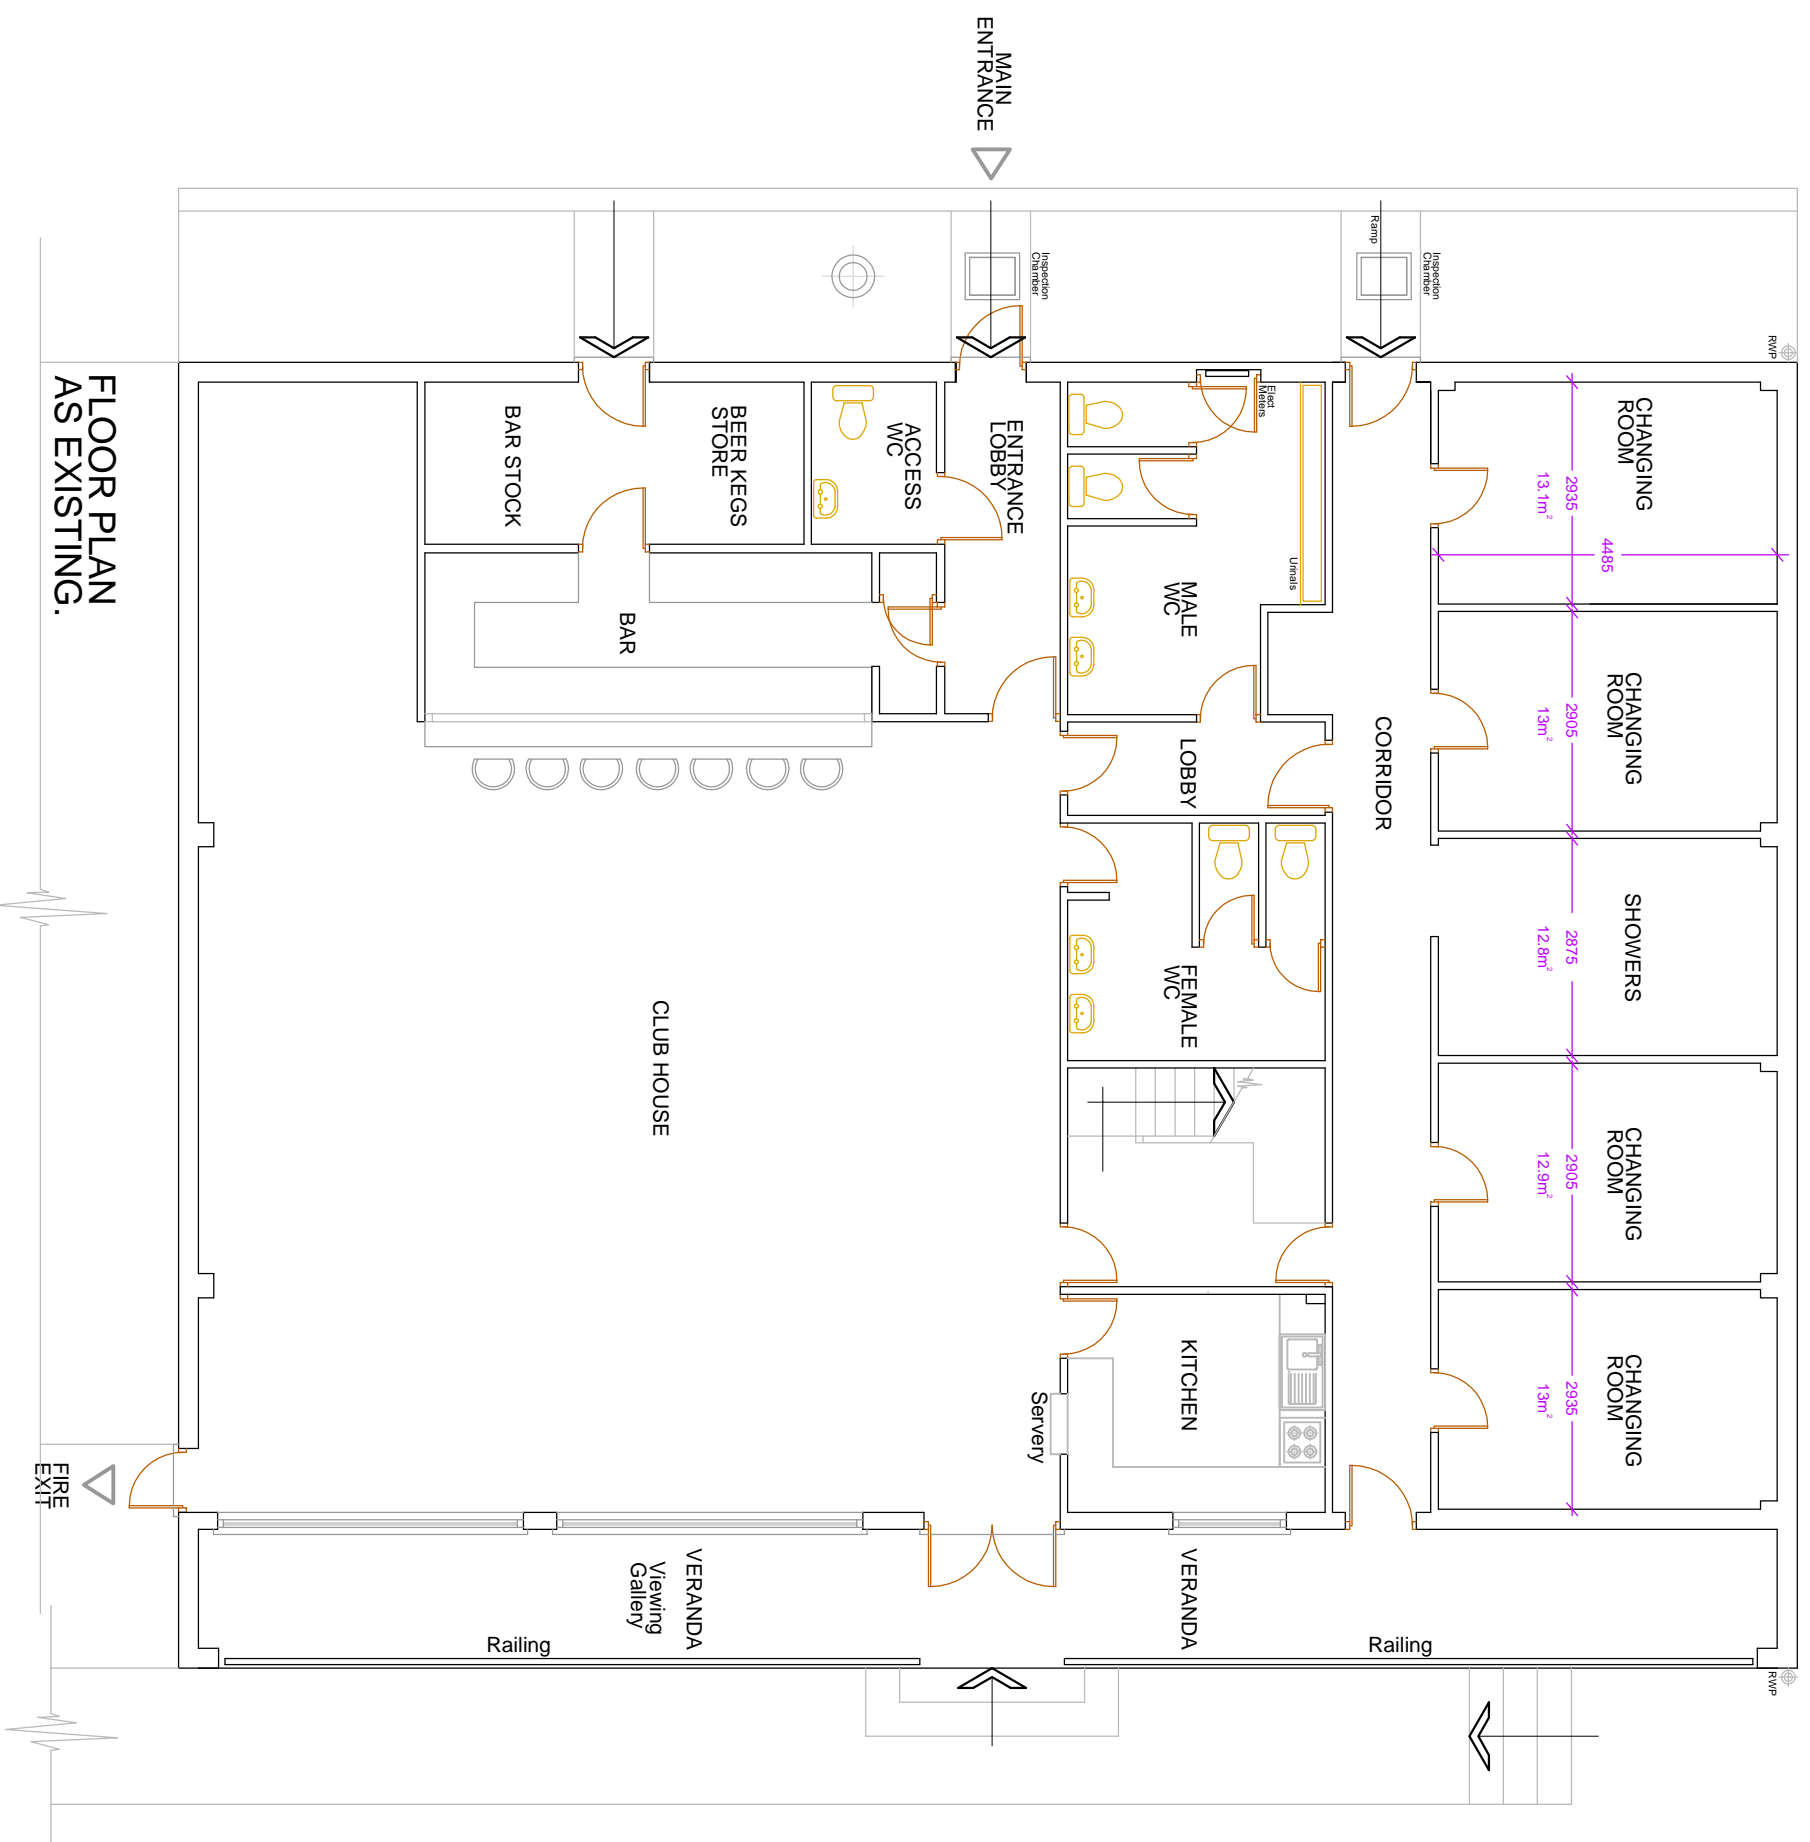 MAIN
ENTRANCE
Ramp
Inspection
Chamber
Inspection
Chamber
RWP
FLOOR PLAN
AS EXISTING.
BAR STOCK
BEER KEGS
STORE
ACCESS
WC
ENTRANCE
LOBBY
Elect
Meters
Urinals
MALE
WC
BAR
LOBBY
CORRIDOR
CHANGING
ROOM
2935
13.1m²
4485
CHANGING
ROOM
2905
13m²
SHOWERS
2875
12.8m²
CHANGING
ROOM
2905
12.9m²
CHANGING
ROOM
2935
13m²
FEMALE
WC
CLUB HOUSE
KITCHEN
Servery
FIRE
EXIT
VERANDA
Viewing
Gallery
VERANDA
Railing
Railing
RWP